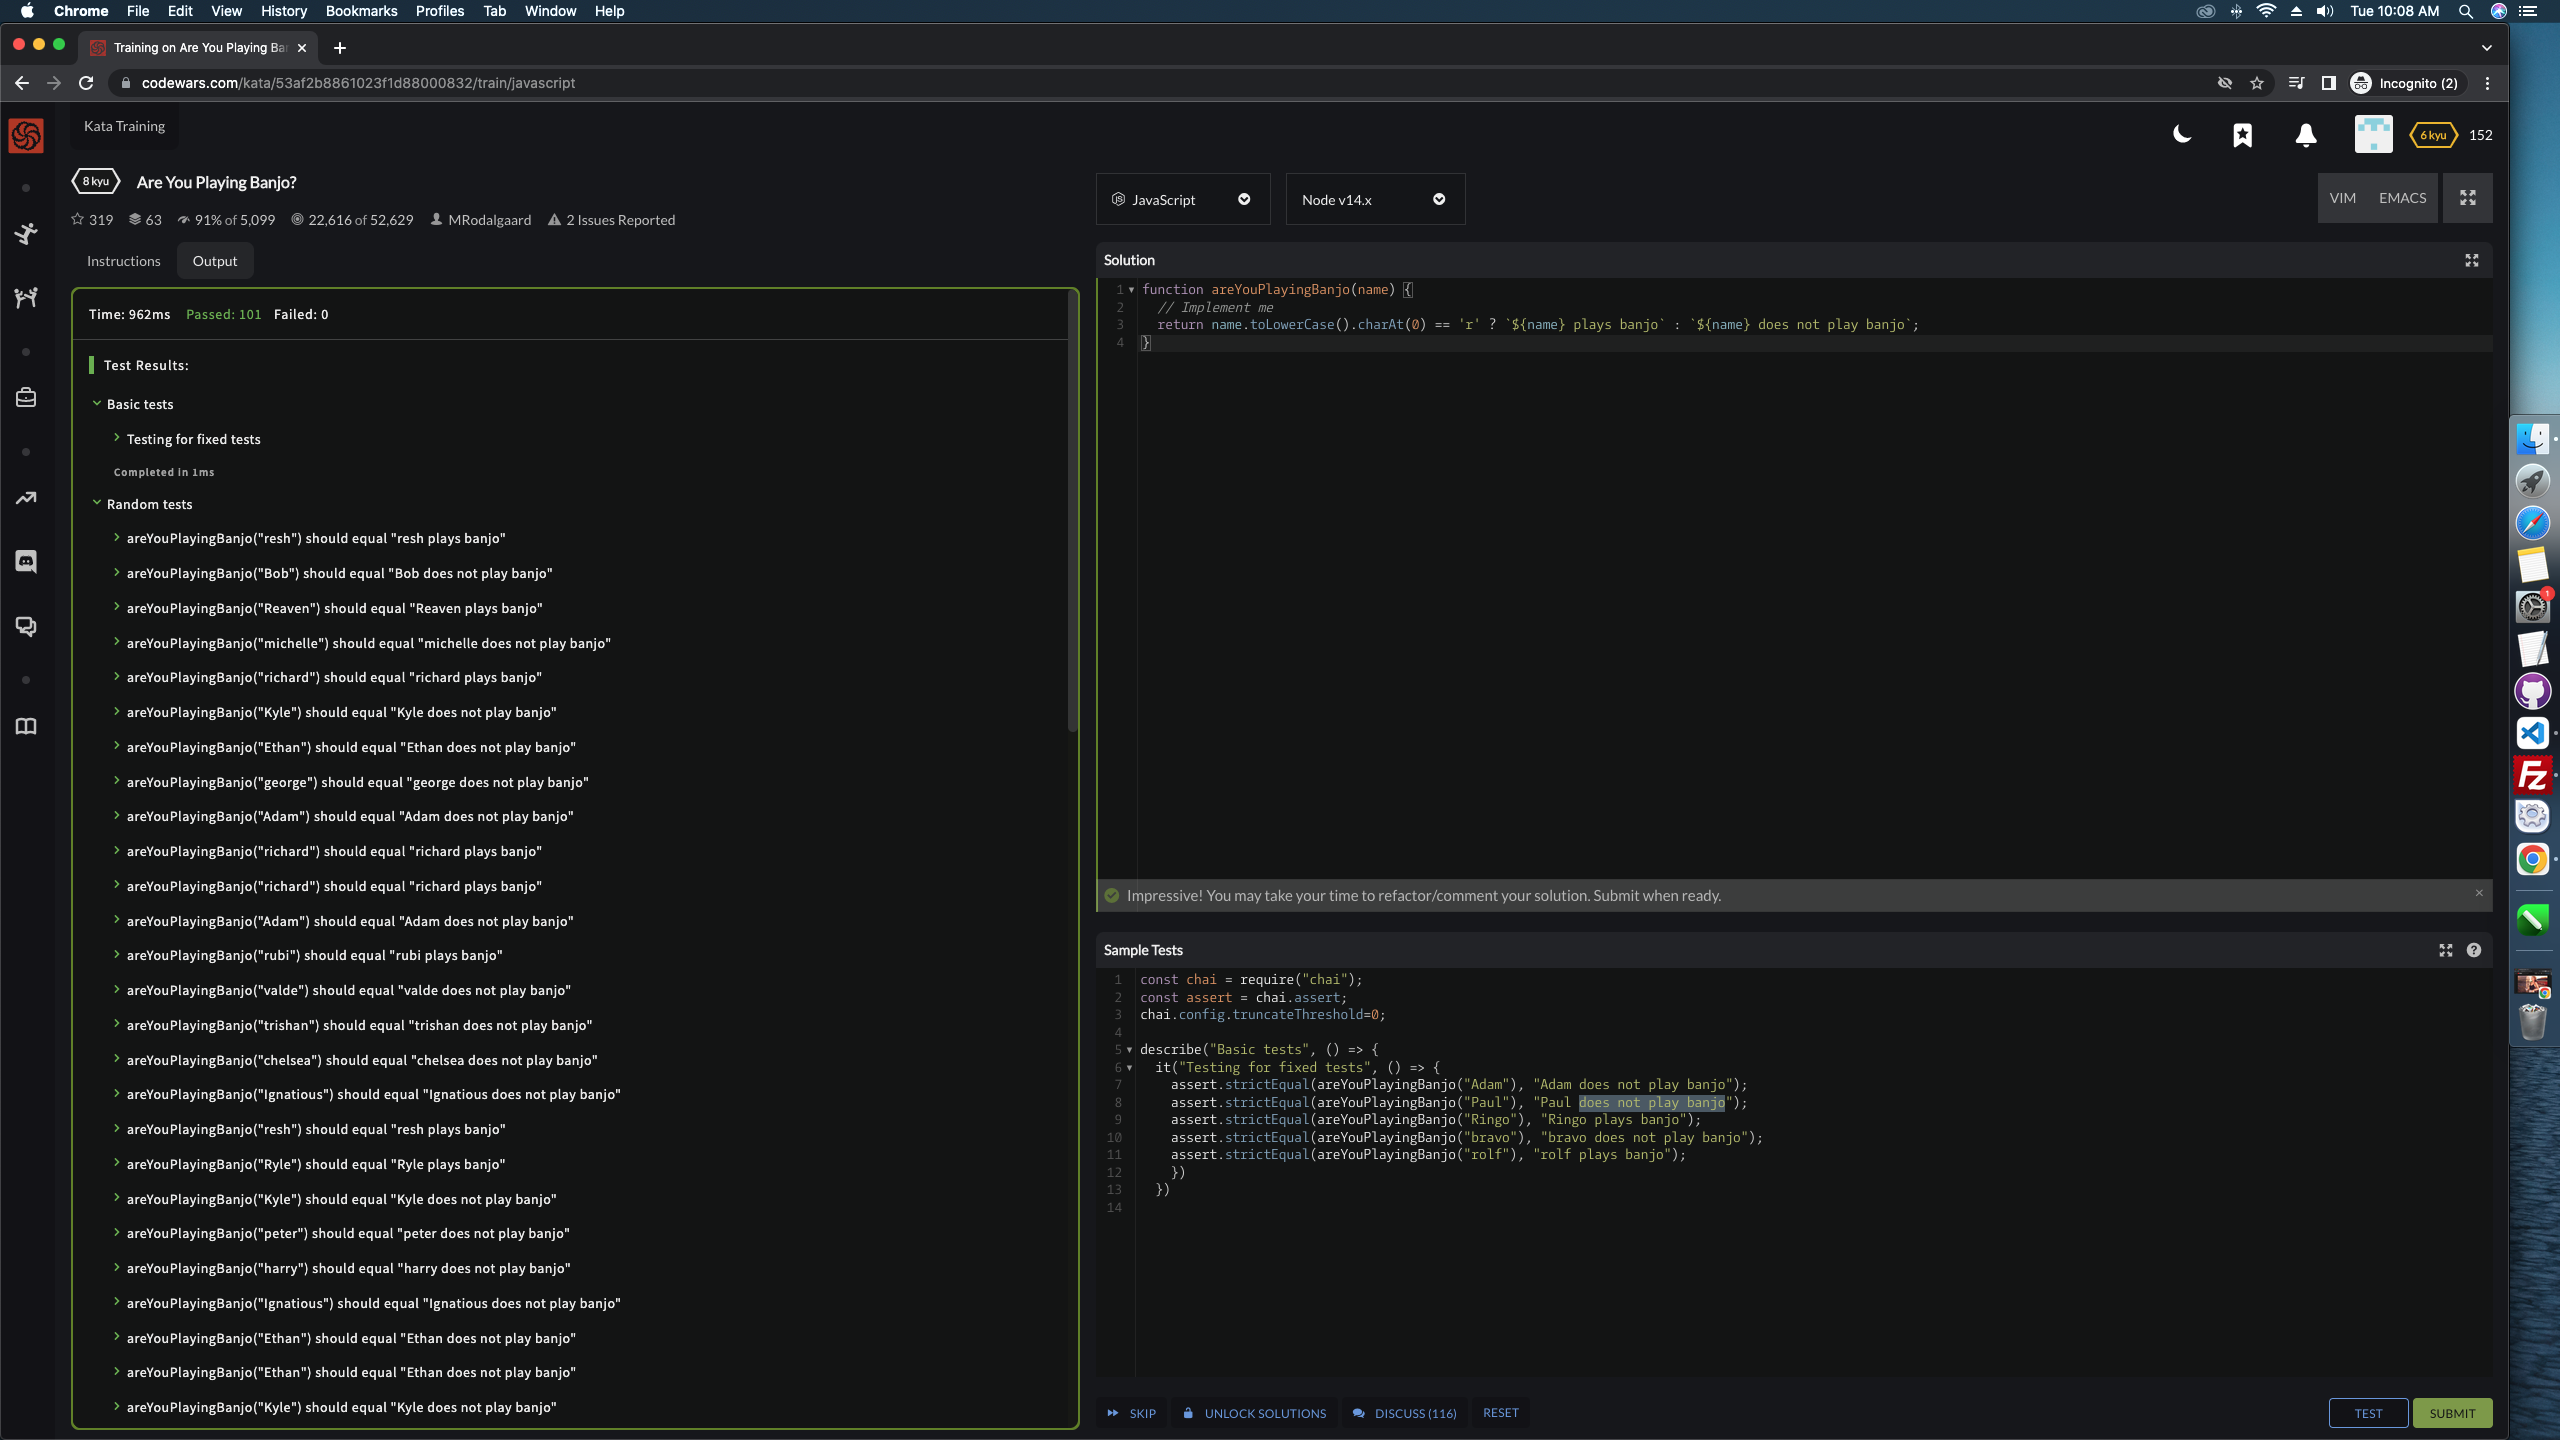 Chrome File Edit View History Bookmarks Profiles Tab Window Help
Tue 10:08 AM
Training on Are You Playing Ba
codewars.com/kata/53af2b8861023f1d88000832/train/javascript
Incognito (2)
Kata Training
6 kyu 152
8 kyu Are You Playing Banjo?
319 63 91% of 5,099 22,616 of 52,629 MRodalgaard 2 Issues Reported
JavaScript
Node v14.x
VIM EMACS
Instructions Output
Time: 962ms Passed: 101 Failed: 0
Test Results:
Basic tests
Testing for fixed tests
Completed in 1ms
Random tests
areYouPlayingBanjo("resh") should equal "resh plays banjo"
areYouPlayingBanjo("Bob") should equal "Bob does not play banjo"
areYouPlayingBanjo("Reaven") should equal "Reaven plays banjo"
areYouPlayingBanjo("michelle") should equal "michelle does not play banjo"
areYouPlayingBanjo("richard") should equal "richard plays banjo"
areYouPlayingBanjo("Kyle") should equal "Kyle does not play banjo"
areYouPlayingBanjo("Ethan") should equal "Ethan does not play banjo"
areYouPlayingBanjo("george") should equal "george does not play banjo"
areYouPlayingBanjo("Adam") should equal "Adam does not play banjo"
areYouPlayingBanjo("richard") should equal "richard plays banjo"
areYouPlayingBanjo("richard") should equal "richard plays banjo"
areYouPlayingBanjo("Adam") should equal "Adam does not play banjo"
areYouPlayingBanjo("rubi") should equal "rubi plays banjo"
areYouPlayingBanjo("valde") should equal "valde does not play banjo"
areYouPlayingBanjo("trishan") should equal "trishan does not play banjo"
areYouPlayingBanjo("chelsea") should equal "chelsea does not play banjo"
areYouPlayingBanjo("Ignatious") should equal "Ignatious does not play banjo"
areYouPlayingBanjo("resh") should equal "resh plays banjo"
areYouPlayingBanjo("Ryle") should equal "Ryle plays banjo"
areYouPlayingBanjo("Kyle") should equal "Kyle does not play banjo"
areYouPlayingBanjo("peter") should equal "peter does not play banjo"
areYouPlayingBanjo("harry") should equal "harry does not play banjo"
areYouPlayingBanjo("Ignatious") should equal "Ignatious does not play banjo"
areYouPlayingBanjo("Ethan") should equal "Ethan does not play banjo"
areYouPlayingBanjo("Ethan") should equal "Ethan does not play banjo"
areYouPlayingBanjo("Kyle") should equal "Kyle does not play banjo"
Solution
1 function areYouPlayingBanjo(name) {
2 // Implement me
3 return name.toLowerCase().charAt(0) == 'r' ? `${name} plays banjo` : `${name} does not play banjo`;
4 }
Impressive! You may take your time to refactor/comment your solution. Submit when ready.
Sample Tests
1 const chai = require("chai");
2 const assert = chai.assert;
3 chai.config.truncateThreshold=0;
4
5 describe("Basic tests", () => {
6 it("Testing for fixed tests", () => {
7 assert.strictEqual(areYouPlayingBanjo("Adam"), "Adam does not play banjo");
8 assert.strictEqual(areYouPlayingBanjo("Paul"), "Paul does not play banjo");
9 assert.strictEqual(areYouPlayingBanjo("Ringo"), "Ringo plays banjo");
10 assert.strictEqual(areYouPlayingBanjo("bravo"), "bravo does not play banjo");
11 assert.strictEqual(areYouPlayingBanjo("rolf"), "rolf plays banjo");
12 })
13 })
14
SKIP UNLOCK SOLUTIONS DISCUSS (116) RESET
TEST SUBMIT
1
Fz